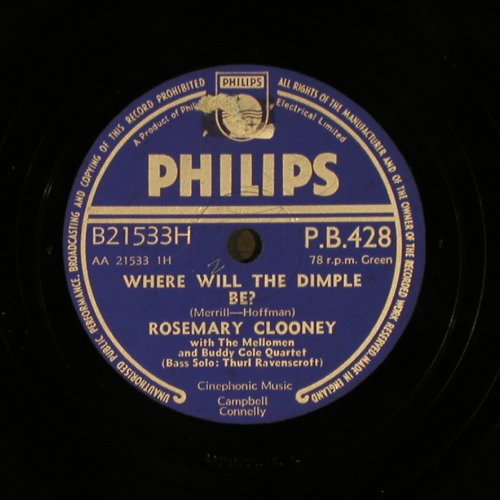 UNAUTHORISED PUBLIC PERFORMANCE, BROADCASTING AND COPYING OF THIS RECORD PROHIBITED
ALL RIGHTS OF THE MANUFACTURER AND OF THE OWNER OF THE RECORDED WORK RESERVED. MADE IN ENGLAND
PHILIPS
A Product of Electrical Limited
PHILIPS
B21533H P.B.428
AA 21533 1H 78 r.p.m. Green
WHERE WILL THE DIMPLE
BE?
(Merrill—Hoffman)
ROSEMARY CLOONEY
with The Mellomen
and Buddy Cole Quartet
(Bass Solo: Thurl Ravenscroft)
Cinephonic Music
Campbell
Connelly